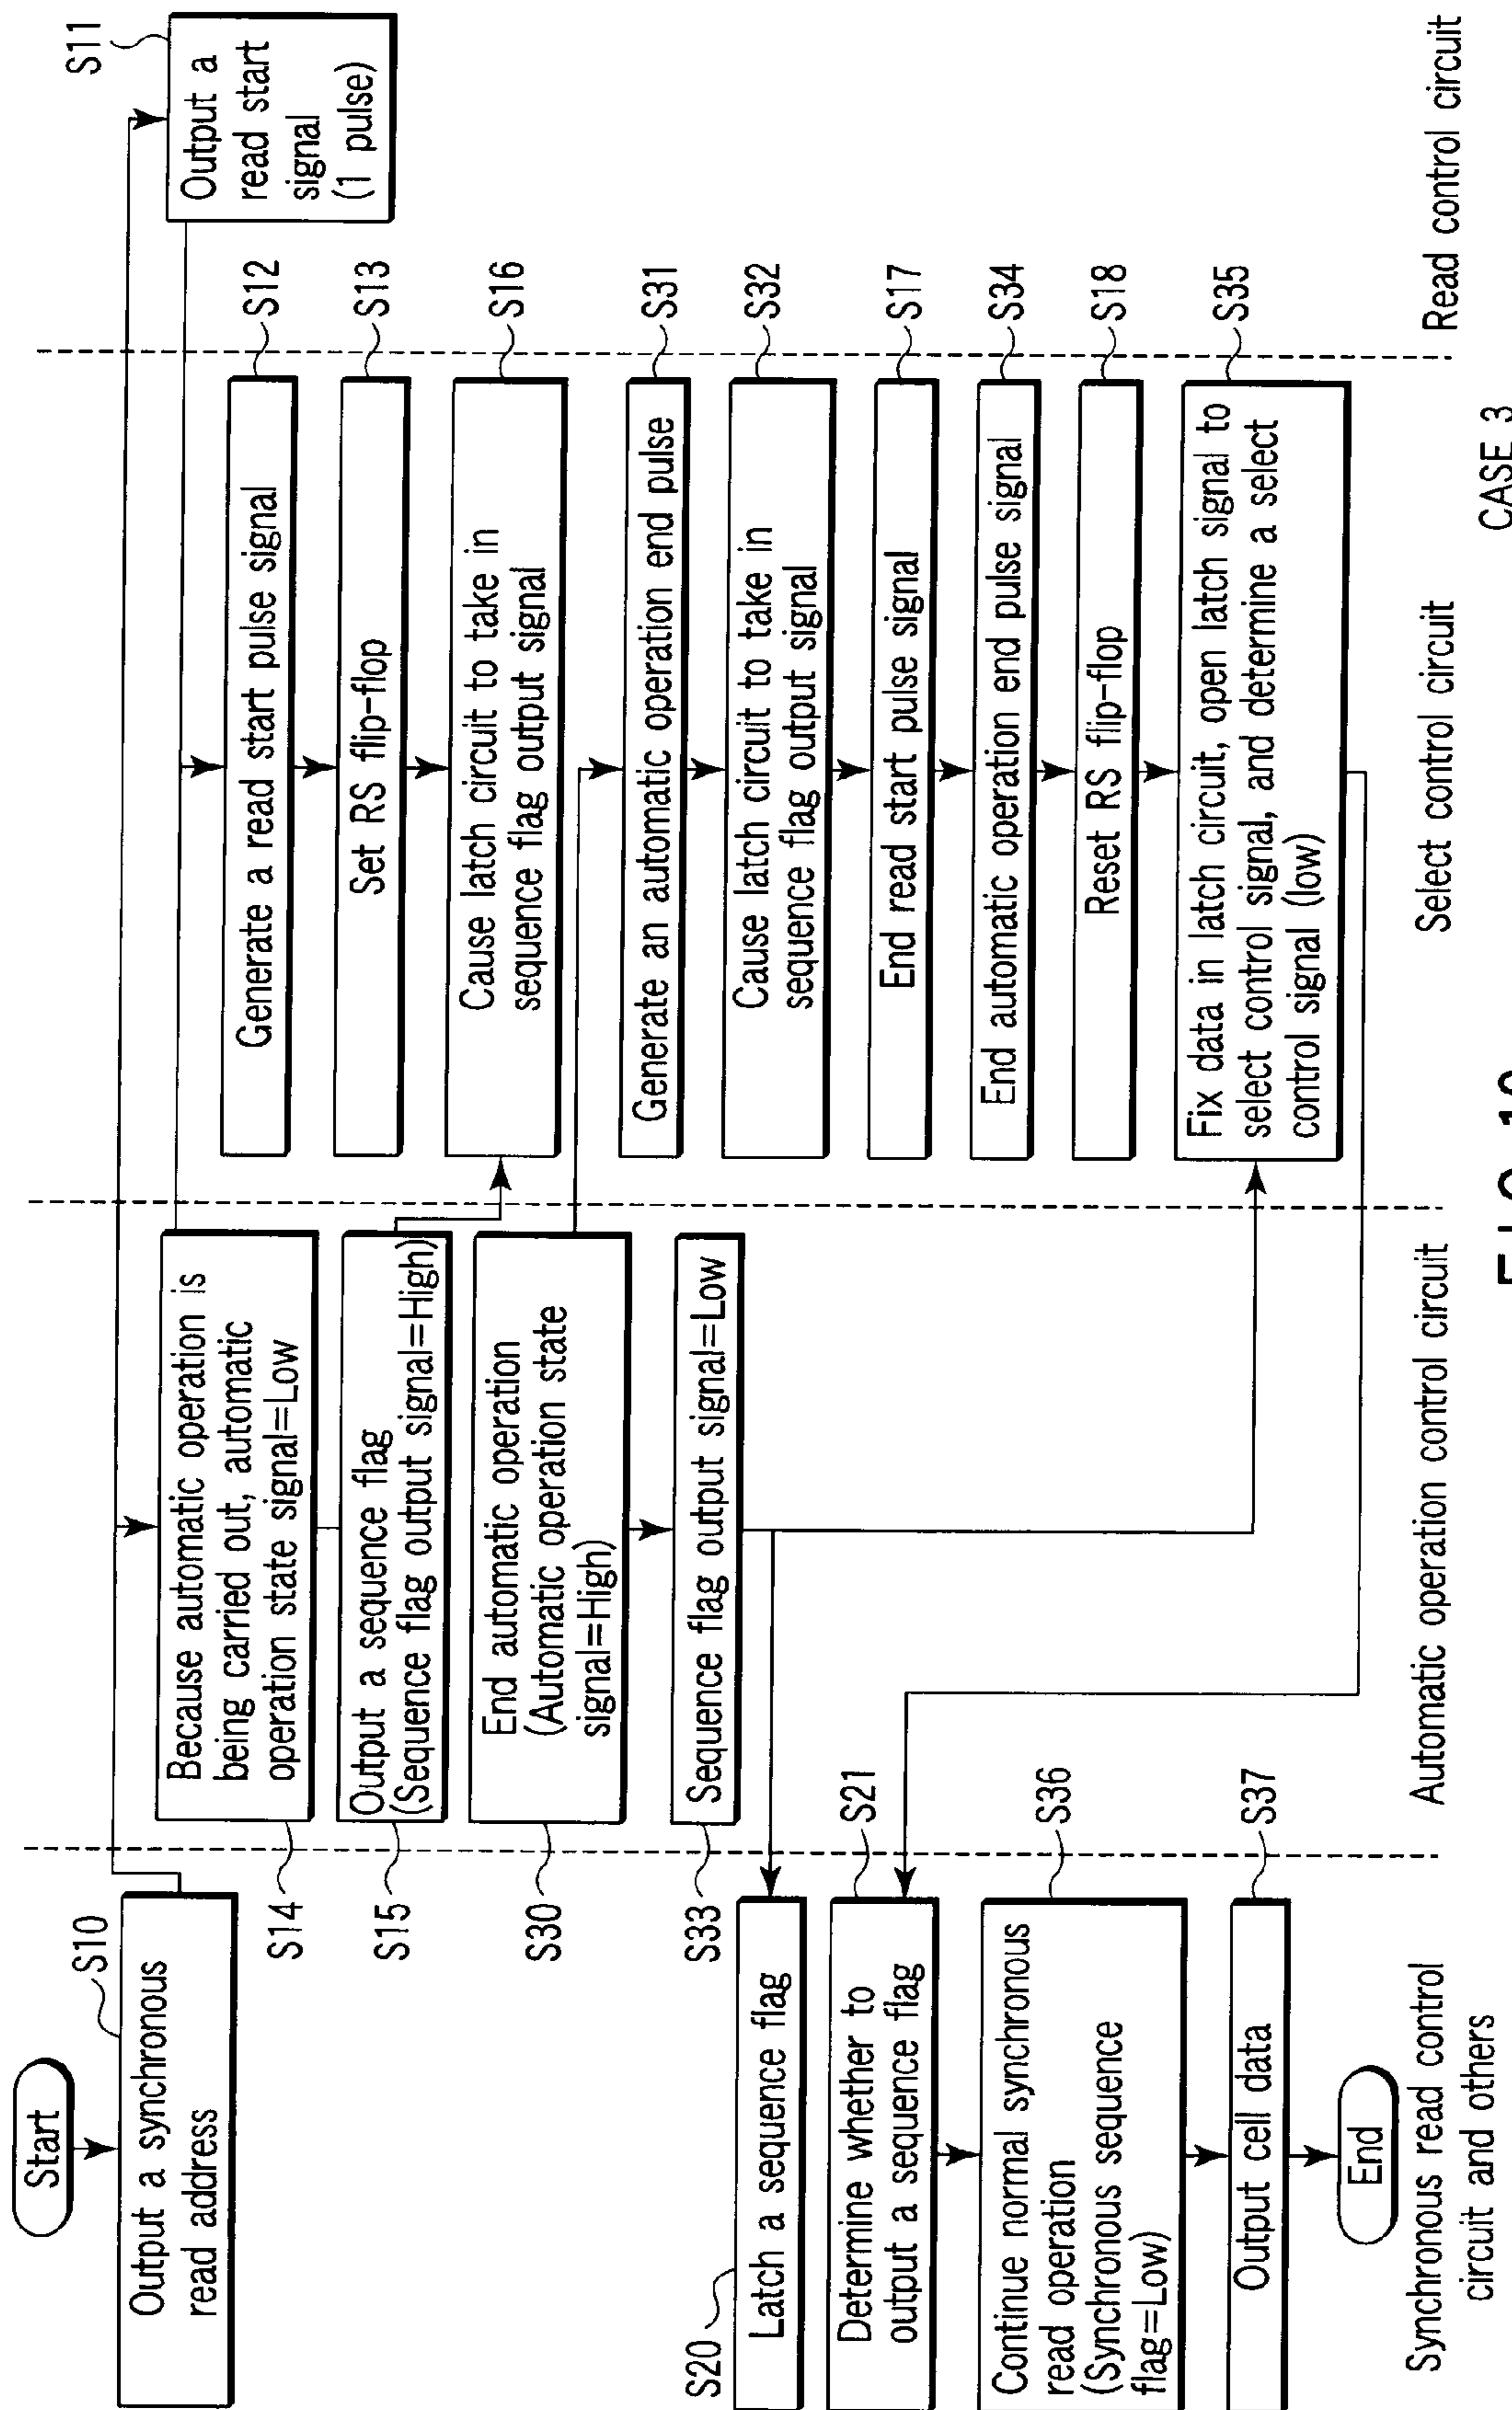 Start
S10
Output a synchronous
read address
S11
Output a
read start
signal
(1 pulse)
S14
Because automatic operation is
being carried out, automatic
operation state signal=Low
S15
Output a sequence flag
(Sequence flag output signal=High)
S30
End automatic operation
(Automatic operation state
signal=High)
S33
Sequence flag output signal=Low
S12
Generate a read start pulse signal
S13
Set RS flip-flop
S16
Cause latch circuit to take in
sequence flag output signal
S31
Generate an automatic operation end pulse
S32
Cause latch circuit to take in
sequence flag output signal
S17
End read start pulse signal
S34
End automatic operation end pulse signal
S18
Reset RS flip-flop
S35
Fix data in latch circuit, open latch signal to
select control signal, and determine a select
control signal (low)
S20
Latch a sequence flag
S21
Determine whether to
output a sequence flag
S36
Continue normal synchronous
read operation
(Synchronous sequence
flag=Low)
S37
Output cell data
End
Synchronous read control
circuit and others
Automatic operation control circuit
Select control circuit
Read control circuit
CASE 3